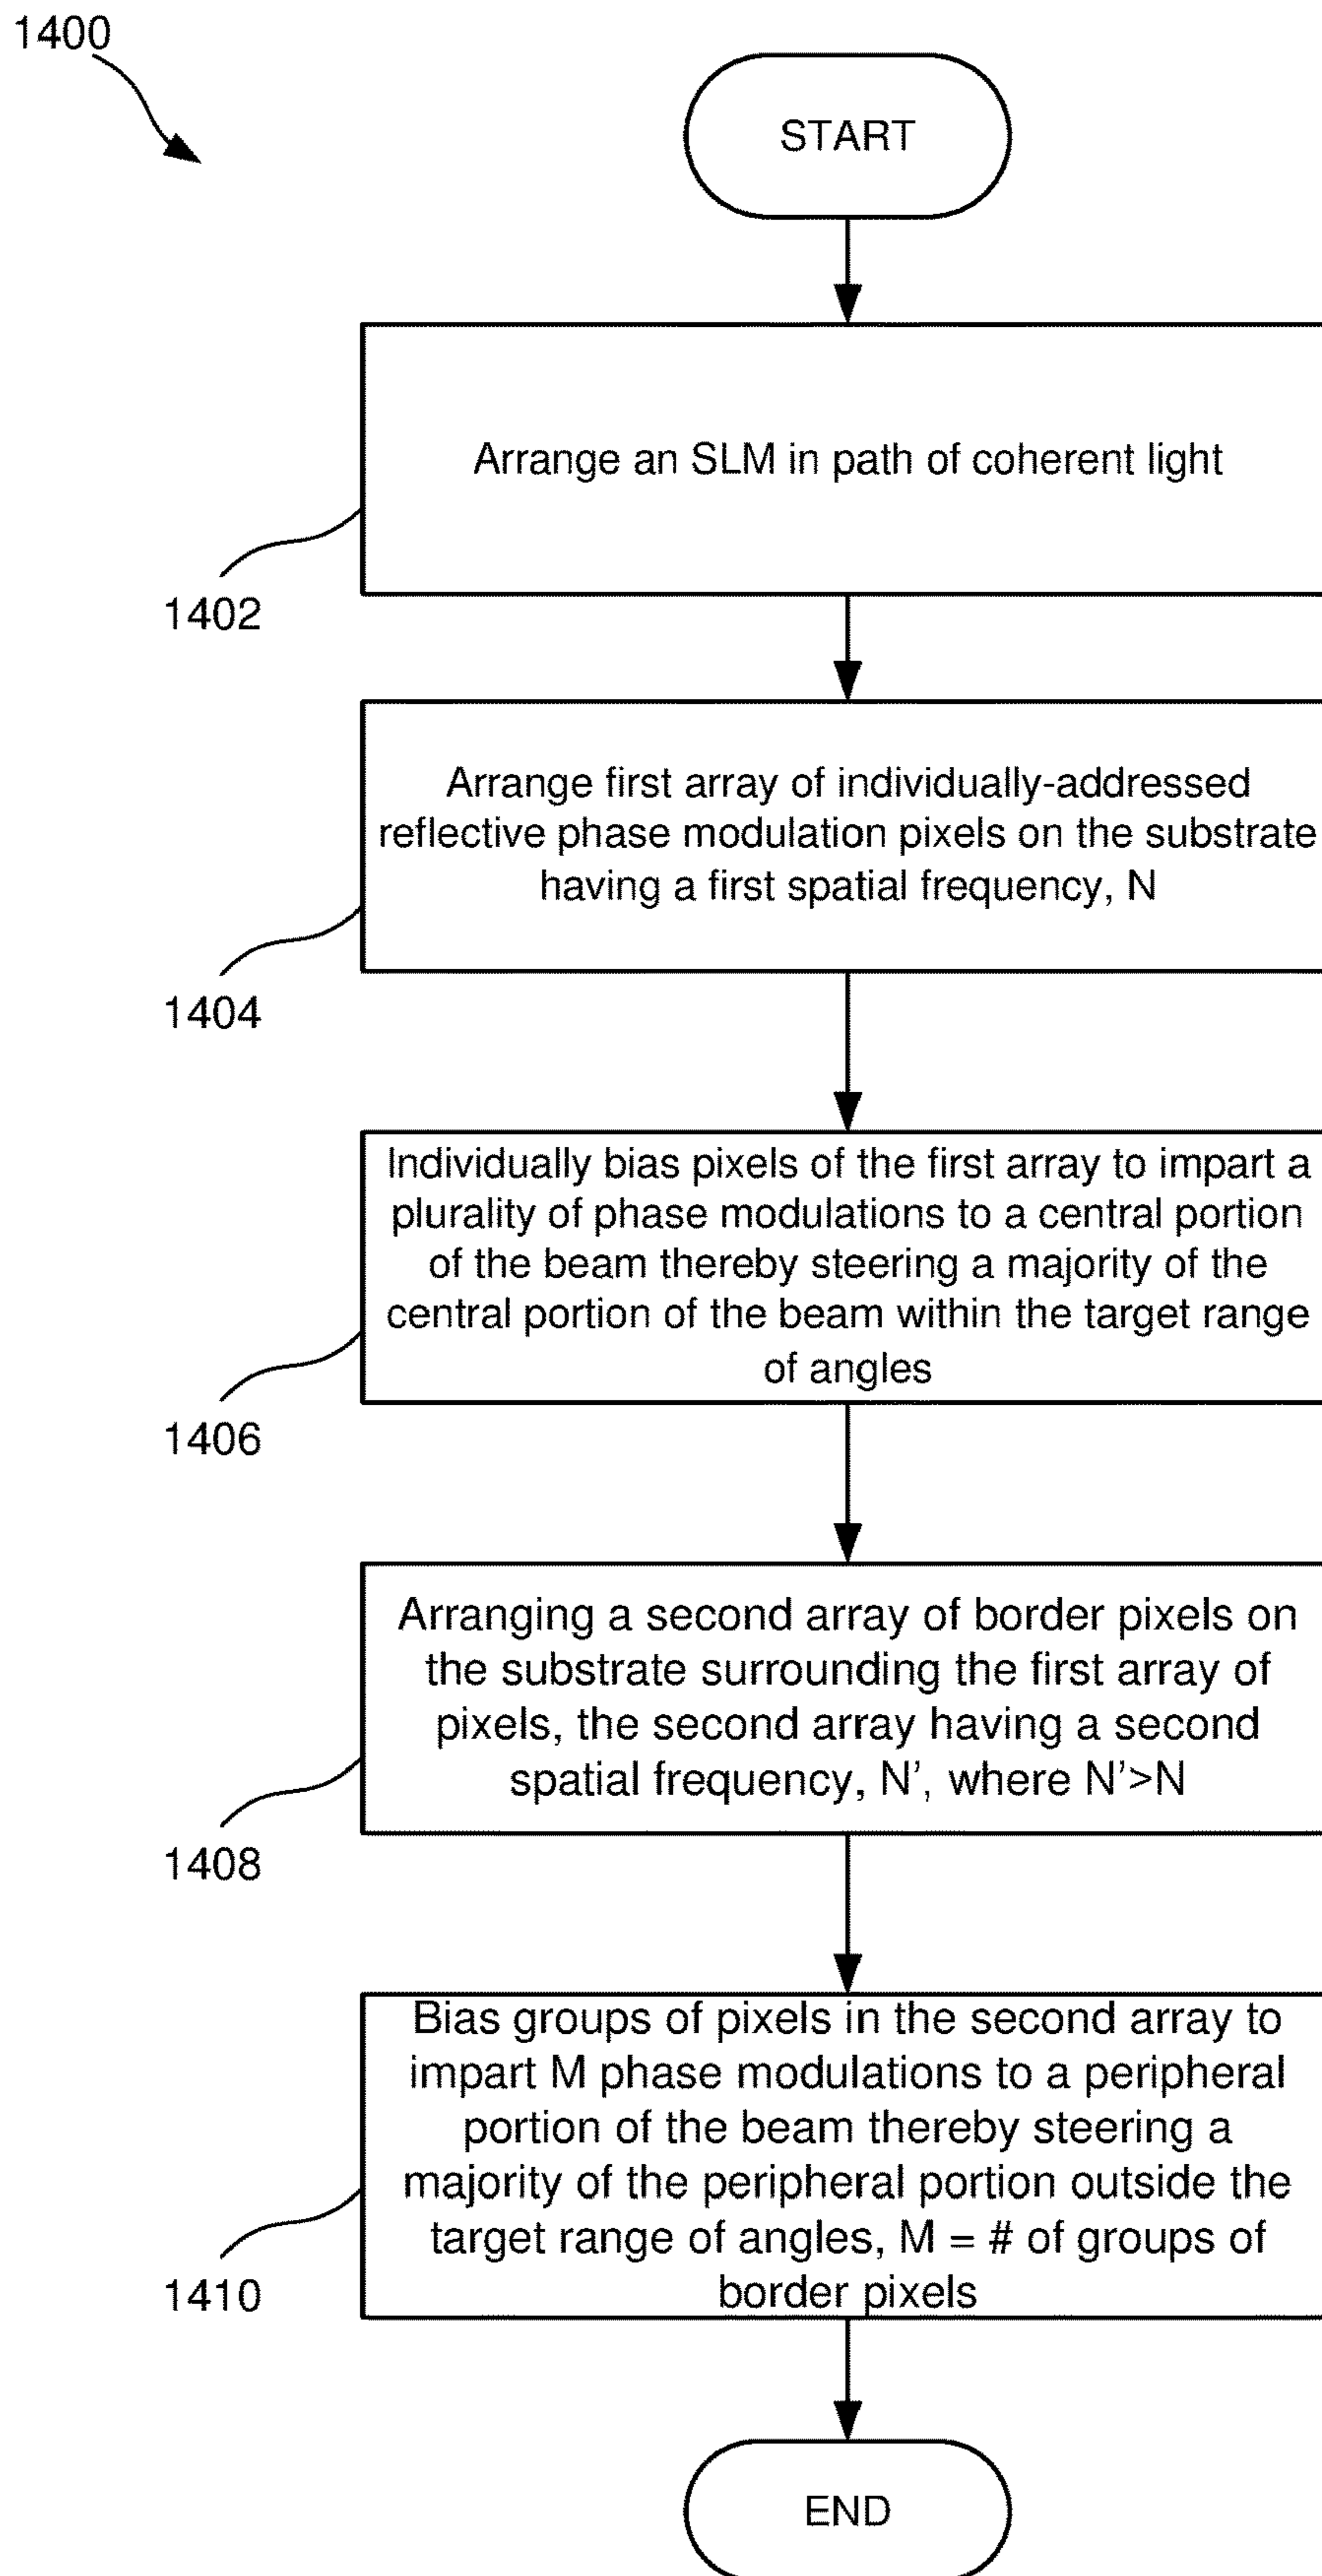 1400
START
Arrange an SLM in path of coherent light
1402
Arrange first array of individually-addressed
reflective phase modulation pixels on the substrate
having a first spatial frequency, N
1404
Individually bias pixels of the first array to impart a
plurality of phase modulations to a central portion
of the beam thereby steering a majority of the
central portion of the beam within the target range
of angles
1406
Arranging a second array of border pixels on
the substrate surrounding the first array of
pixels, the second array having a second
spatial frequency, N', where N'>N
1408
Bias groups of pixels in the second array to
impart M phase modulations to a peripheral
portion of the beam thereby steering a
majority of the peripheral portion outside the
target range of angles, M = # of groups of
border pixels
1410
END